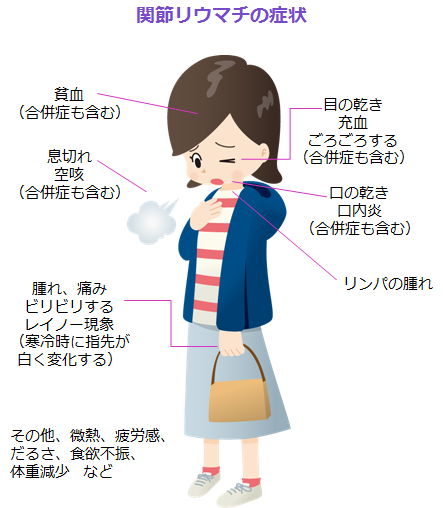 関節リウマチの症状
貧血
（合併症も含む）
目の乾き
充血
ごろごろする
（合併症も含む）
息切れ
空咳
（合併症も含む）
口の乾き
口内炎
（合併症も含む）
リンパの腫れ
腫れ、痛み
ビリビリする
レイノー現象
（寒冷時に指先が
白く変化する）
その他、微熱、疲労感、
だるさ、食欲不振、
体重減少　など